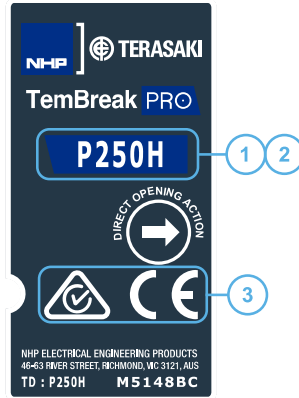 NHP TERASAKI
TemBreak PRO
P250H
1 2
DIRECT OPENING ACTION
CE
3
NHP ELECTRICAL ENGINEERING PRODUCTS
46-63 RIVER STREET, RICHMOND, VIC 3121, AUS
TD : P250H M5148BC